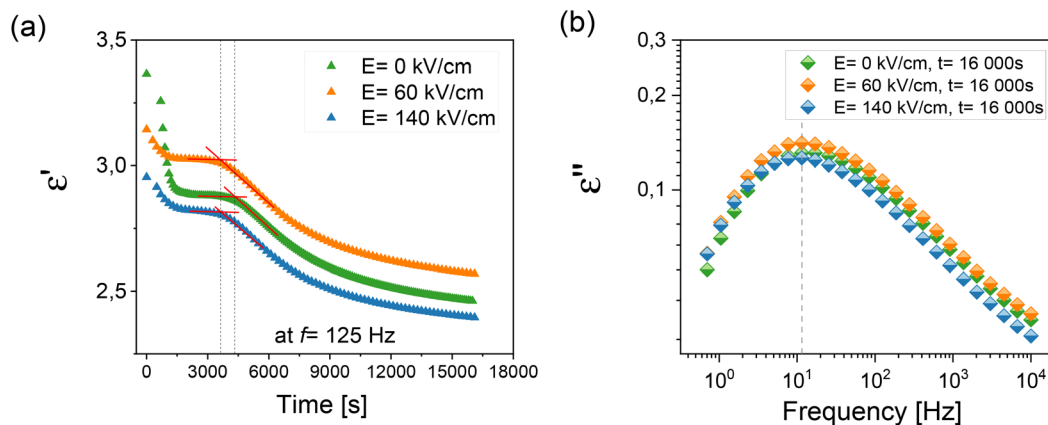 (a)
3,5
3,0
2,5
ε'
E= 0 kV/cm
E= 60 kV/cm
E= 140 kV/cm
at f= 125 Hz
0 3000 6000 9000 12000 15000 18000
Time [s]
(b)
0,3
0,2
0,1
ε''
E= 0 kV/cm, t= 16 000s
E= 60 kV/cm, t= 16 000s
E= 140 kV/cm, t= 16 000s
10⁰ 10¹ 10² 10³ 10⁴
Frequency [Hz]